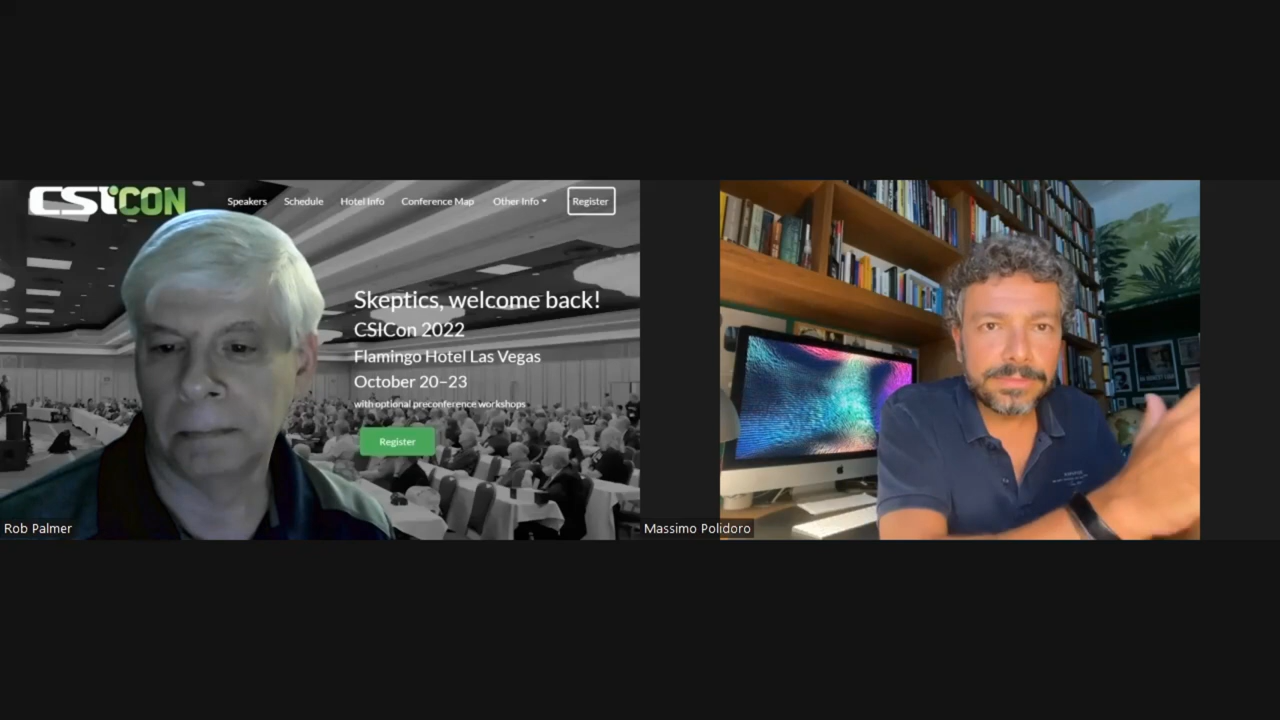 CSiCON
Speakers Schedule Hotel Info Conference Map Other Info Register
Skeptics, welcome back!
CSICon 2022
Flamingo Hotel Las Vegas
October 20–23
with optional preconference workshops
Register
Rob Palmer
Massimo Polidoro